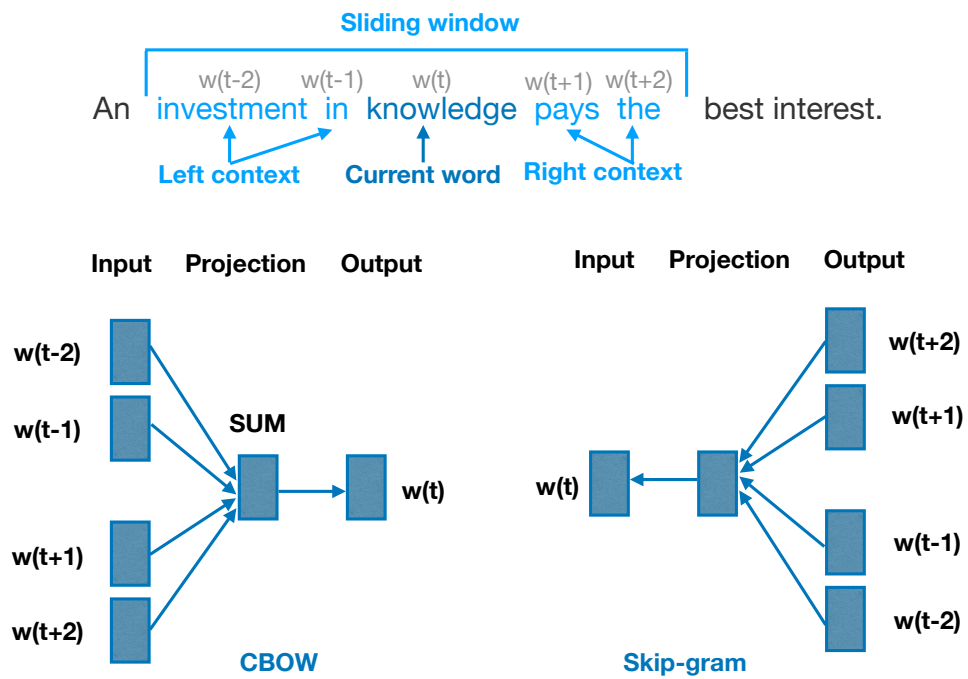 Sliding window
w(t-2) w(t-1) w(t) w(t+1) w(t+2)
An investment in knowledge pays the best interest.
Left context Current word Right context
Input Projection Output
w(t-2)
w(t-1)
SUM
w(t)
w(t+1)
w(t+2)
CBOW
Input Projection Output
w(t+2)
w(t+1)
w(t)
w(t-1)
w(t-2)
Skip-gram